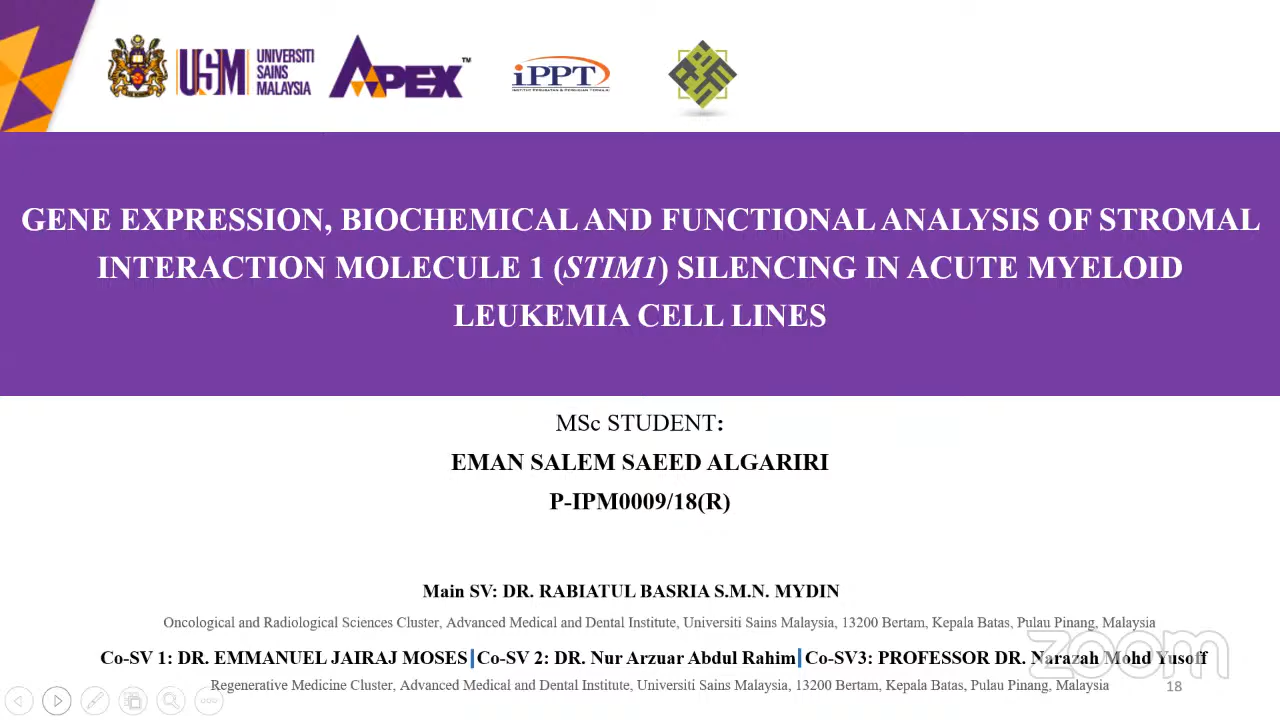 USM UNIVERSITI
SAINS
MALAYSIA
APEX™
iPPT
GENE EXPRESSION, BIOCHEMICAL AND FUNCTIONAL ANALYSIS OF STROMAL
INTERACTION MOLECULE 1 (STIM1) SILENCING IN ACUTE MYELOID
LEUKEMIA CELL LINES
MSc STUDENT:
EMAN SALEM SAEED ALGARIRI
P-IPM0009/18(R)
Main SV: DR. RABIATUL BASRIA S.M.N. MYDIN
Oncological and Radiological Sciences Cluster, Advanced Medical and Dental Institute, Universiti Sains Malaysia, 13200 Bertam, Kepala Batas, Pulau Pinang, Malaysia
Co-SV 1: DR. EMMANUEL JAIRAJ MOSES|Co-SV 2: DR. Nur Arzuar Abdul Rahim|Co-SV3: PROFESSOR DR. Narazah Mohd Yusoff
zoom
Regenerative Medicine Cluster, Advanced Medical and Dental Institute, Universiti Sains Malaysia, 13200 Bertam, Kepala Batas, Pulau Pinang, Malaysia
18